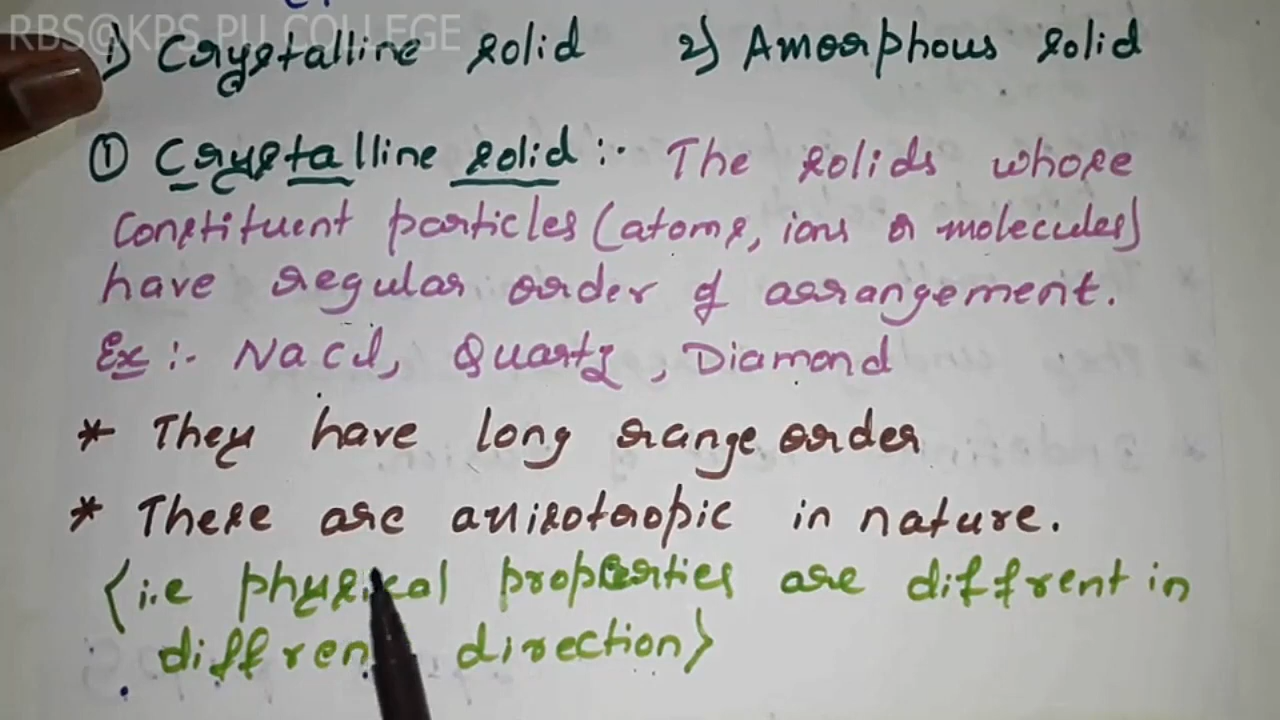 RBS@KPS PU COLLEGE
1) Crystalline solid 2) Amorphous solid
① Crystalline solid :- The solids whose
constituent particles (atoms, ions or molecules)
have regular order of arrangement.
Ex :- NaCl, Quartz, Diamond
* They have long range order
* These are anisotropic in nature.
(i.e physical properties are diffrent in
diffren direction)